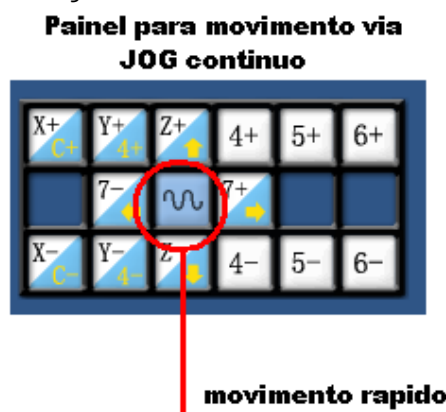 Painel para movimento via
JOG continuo
X+ C+ Y+ 4+ Z+ 4+ 5+ 6+
7- 7+
X- C- Y- 4- Z- 4- 5- 6-
movimento rapido